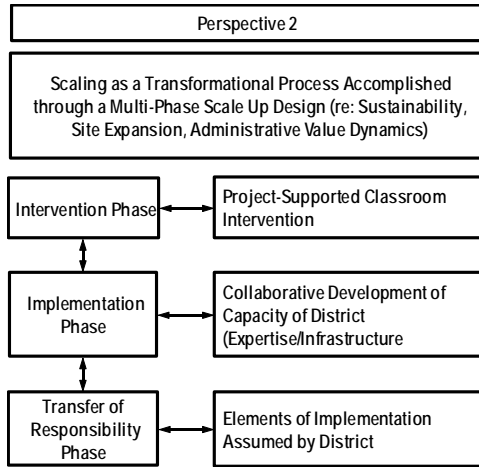 Perspective 2
Scaling as a Transformational Process Accomplished
through a Multi-Phase Scale Up Design (re: Sustainability,
Site Expansion, Administrative Value Dynamics)
Intervention Phase
Project-Supported Classroom
Intervention
Implementation
Phase
Collaborative Development of
Capacity of District
(Expertise/Infrastructure
Transfer of
Responsibility
Phase
Elements of Implementation
Assumed by District